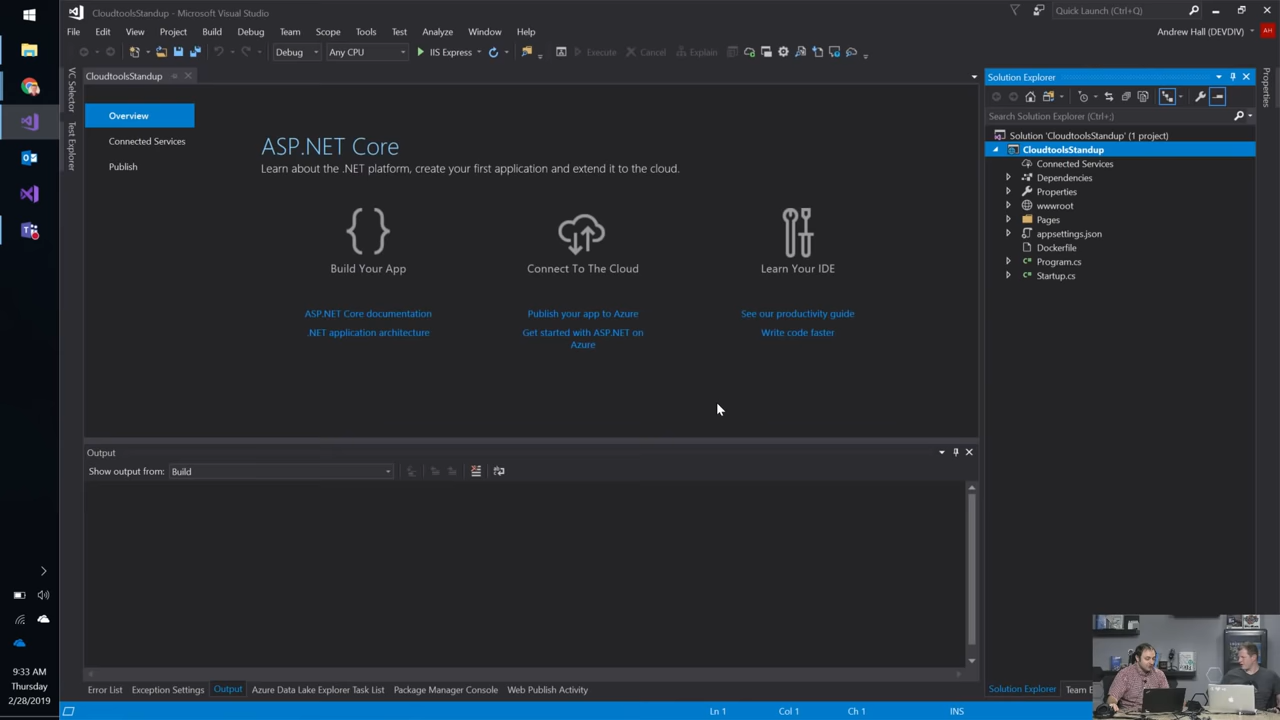 CloudtoolsStandup - Microsoft Visual Studio
Quick Launch (Ctrl+Q)
File Edit View Project Build Debug Team Scope Tools Test Analyze Window Help
Andrew Hall (DEVDIV) AH
Debug Any CPU IIS Express Execute Cancel Explain
VC Selector
Test Explorer
CloudtoolsStandup
Overview
Connected Services
Publish
ASP.NET Core
Learn about the .NET platform, create your first application and extend it to the cloud.
Build Your App
ASP.NET Core documentation
.NET application architecture
Connect To The Cloud
Publish your app to Azure
Get started with ASP.NET on
Azure
Learn Your IDE
See our productivity guide
Write code faster
Output
Show output from: Build
Error List Exception Settings Output Azure Data Lake Explorer Task List Package Manager Console Web Publish Activity
Solution Explorer
Search Solution Explorer (Ctrl+;)
Solution 'CloudtoolsStandup' (1 project)
CloudtoolsStandup
Connected Services
Dependencies
Properties
wwwroot
Pages
appsettings.json
Dockerfile
C# Program.cs
C# Startup.cs
Solution Explorer Team E
Properties
Ln 1 Col 1 Ch 1 INS
9:33 AM
Thursday
2/28/2019